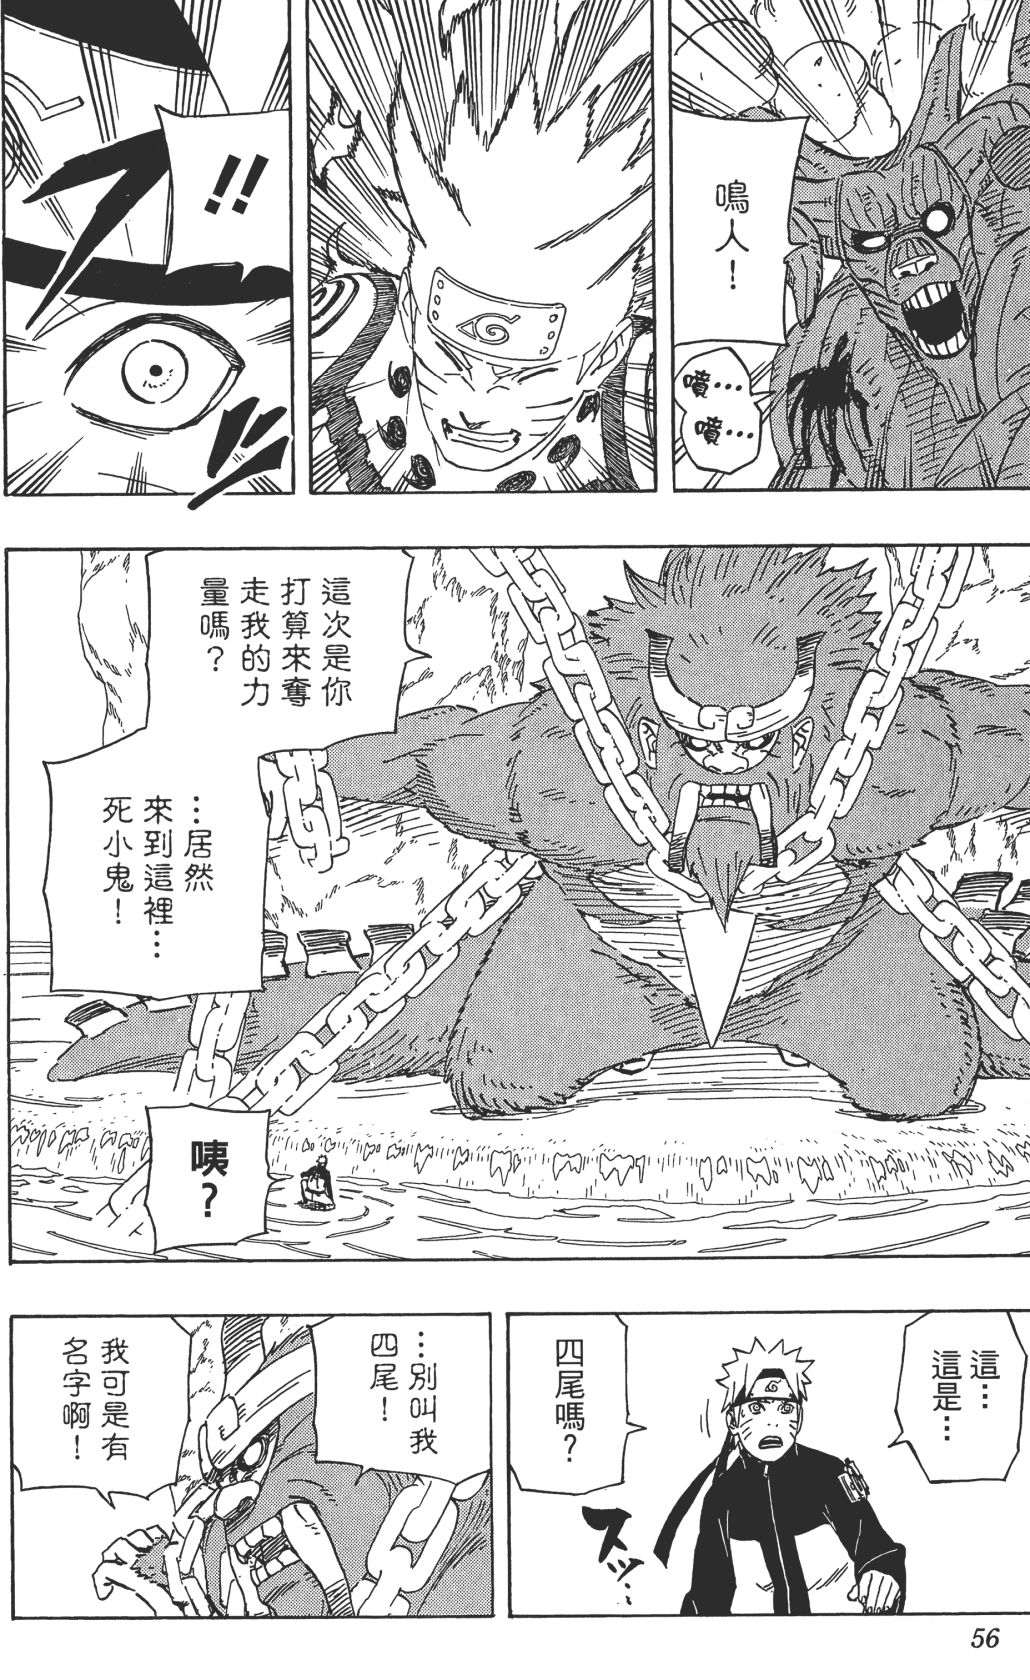 鳴人！
噴…
噴…
!!
這次是你
打算來奪
走我的力
量嗎？
…居然
來到這裡…
死小鬼！
咦？
這…
這是…
四尾嗎？
スッ…
…別叫我
四尾！
我可是有
名字啊！
56